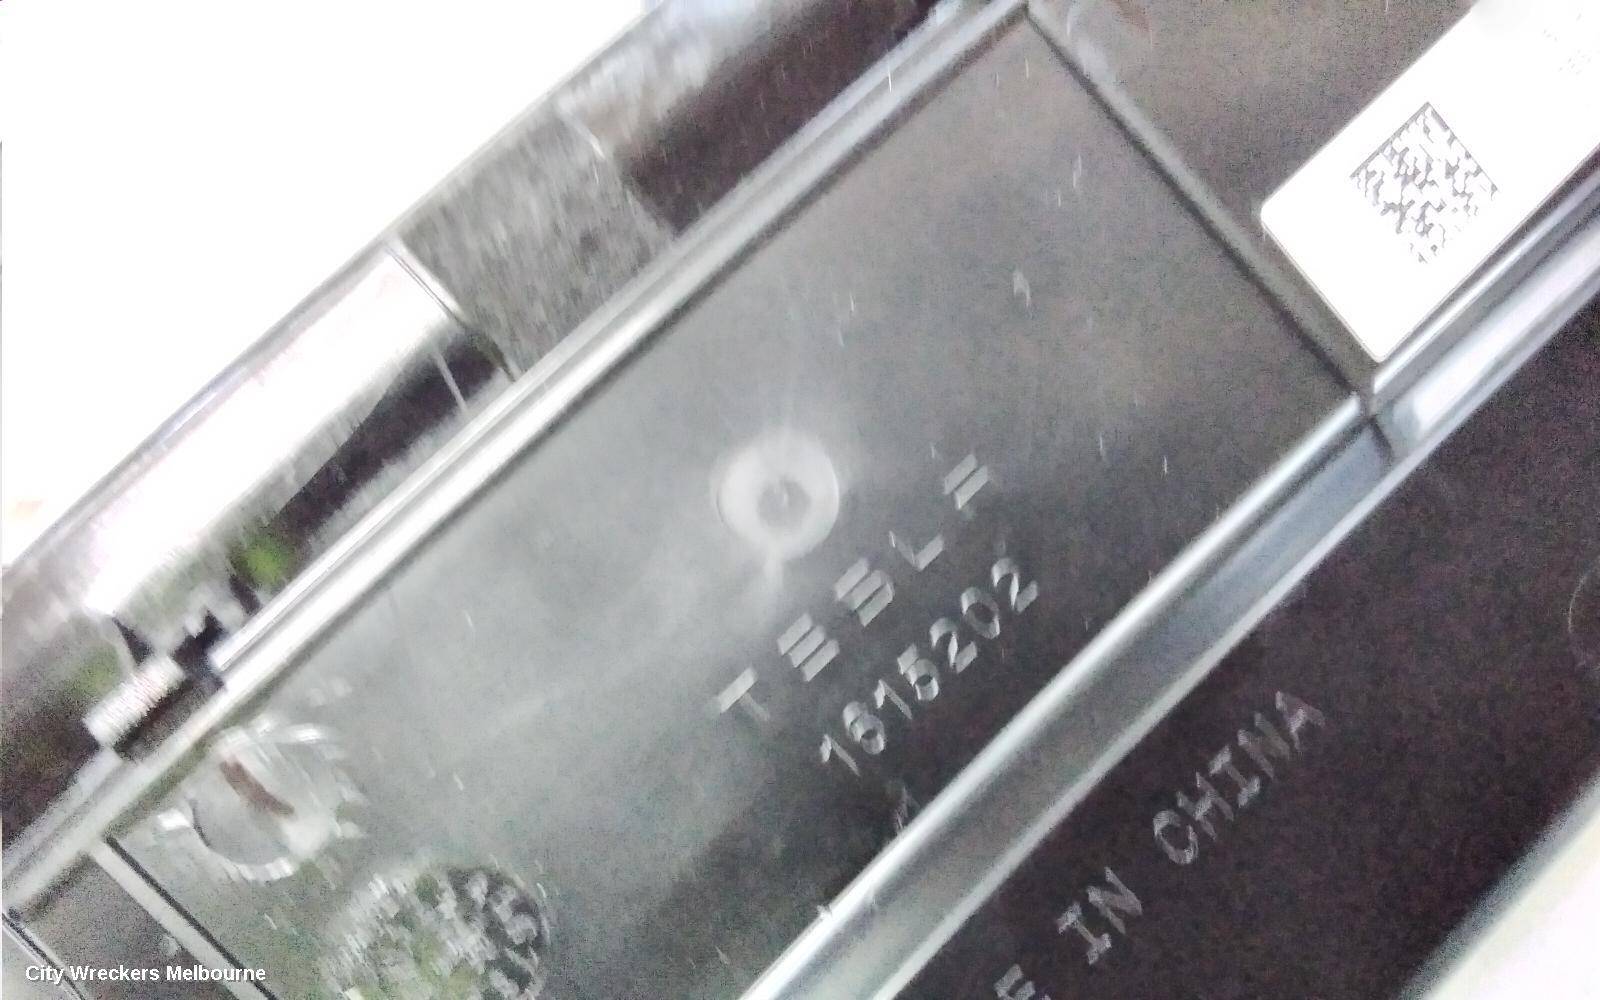 TESLA
1615202
E IN CHINA
City Wreckers Melbourne